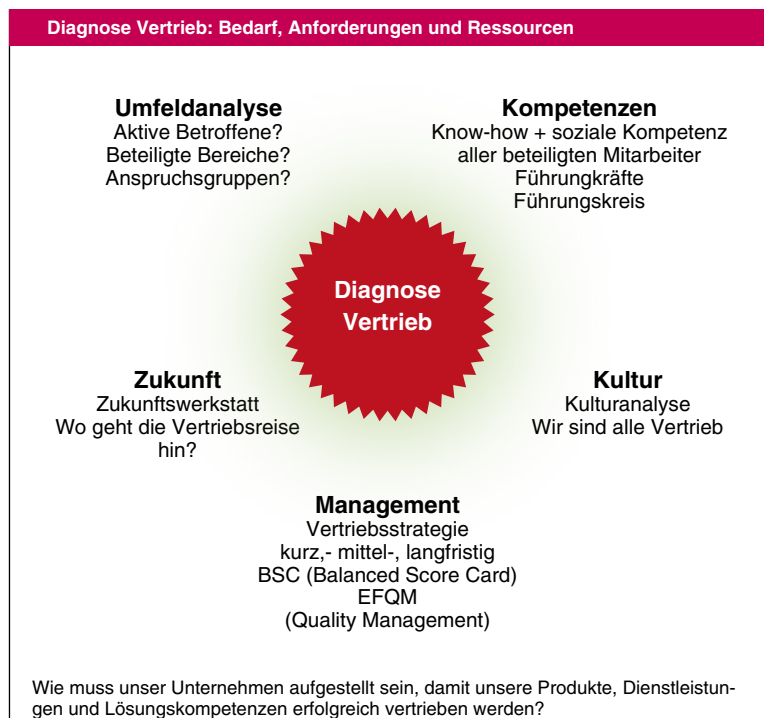 Diagnose Vertrieb: Bedarf, Anforderungen und Ressourcen
Umfeldanalyse
Aktive Betroffene?
Beteiligte Bereiche?
Anspruchsgruppen?
Kompetenzen
Know-how + soziale Kompetenz
aller beteiligten Mitarbeiter
Führungkräfte
Führungskreis
Diagnose
Vertrieb
Zukunft
Zukunftswerkstatt
Wo geht die Vertriebsreise
hin?
Kultur
Kulturanalyse
Wir sind alle Vertrieb
Management
Vertriebsstrategie
kurz,- mittel-, langfristig
BSC (Balanced Score Card)
EFQM
(Quality Management)
Wie muss unser Unternehmen aufgestellt sein, damit unsere Produkte, Dienstleistun-
gen und Lösungskompetenzen erfolgreich vertrieben werden?